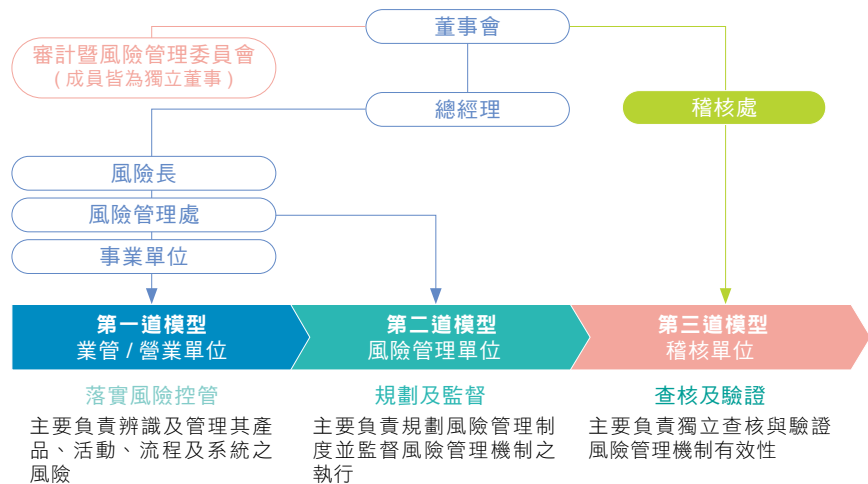 董事會
審計暨風險管理委員會
( 成員皆為獨立董事 )
總經理
稽核處
風險長
風險管理處
事業單位
第一道模型
業管 / 營業單位
第二道模型
風險管理單位
第三道模型
稽核單位
落實風險控管
主要負責辨識及管理其產
品、活動、流程及系統之
風險
規劃及監督
主要負責規劃風險管理制
度並監督風險管理機制之
執行
查核及驗證
主要負責獨立查核與驗證
風險管理機制有效性